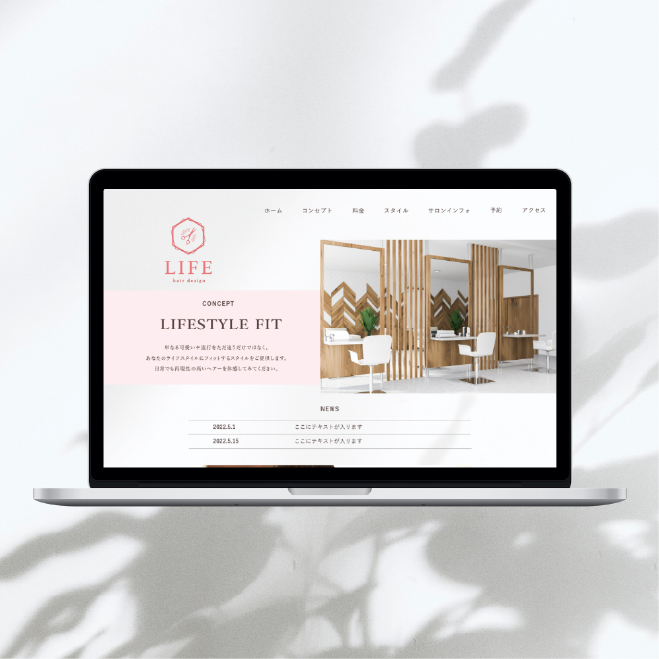 ホーム コンセプト 料金 スタイル サロンインフォ 予約 アクセス
LIFE
hair design
CONCEPT
LIFESTYLE FIT
単なる可愛いや流行をただ追うだけではなく、
あなたのライフスタイルにフィットするスタイルをご提供します。
日常でも再現性の高いヘアーを体感してみてください。
NEWS
2022.5.1 ここにテキストが入ります
2022.5.15 ここにテキストが入ります